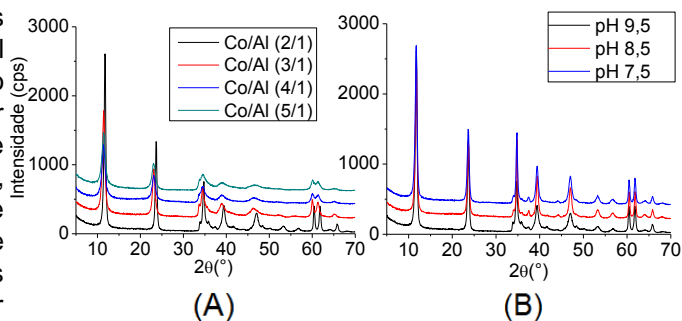 3000
2000
1000
0
Intensidade (cps)
Co/Al (2/1)
Co/Al (3/1)
Co/Al (4/1)
Co/Al (5/1)
10 20 30 40 50 60 70
2θ(°)
(A)
3000
2000
1000
0
pH 9,5
pH 8,5
pH 7,5
10 20 30 40 50 60 70
2θ(°)
(B)